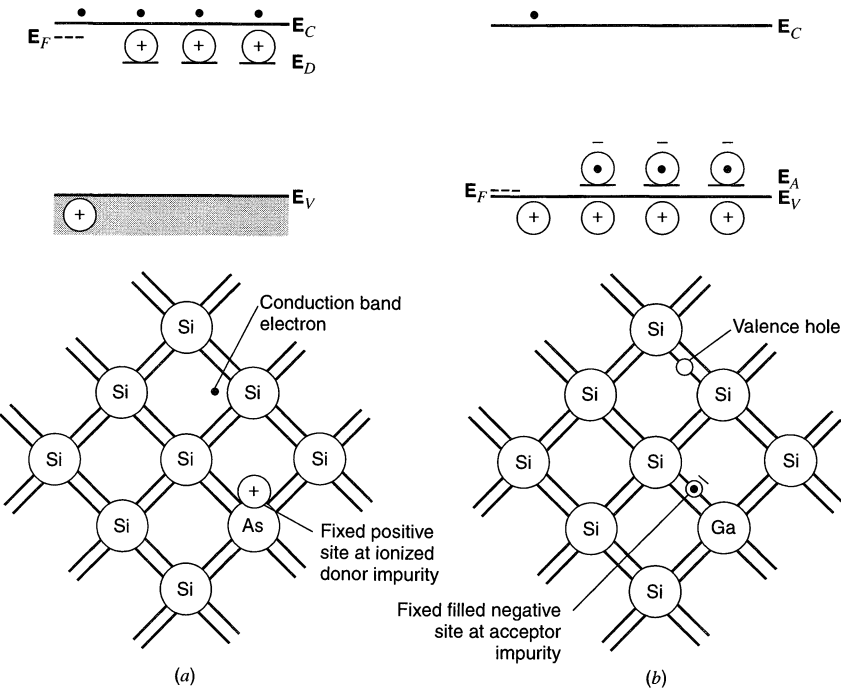 E_C
E_F
+ + +
E_D
E_V
+
E_C
− − −
E_A
E_F
E_V
+ + + +
Conduction band
electron
Si
Si Si
Si Si Si
+
Si As
Si
Fixed positive
site at ionized
donor impurity
(a)
Valence hole
Si
Si Si
Si Si Si
−
Si Ga
Si
Fixed filled negative
site at acceptor
impurity
(b)